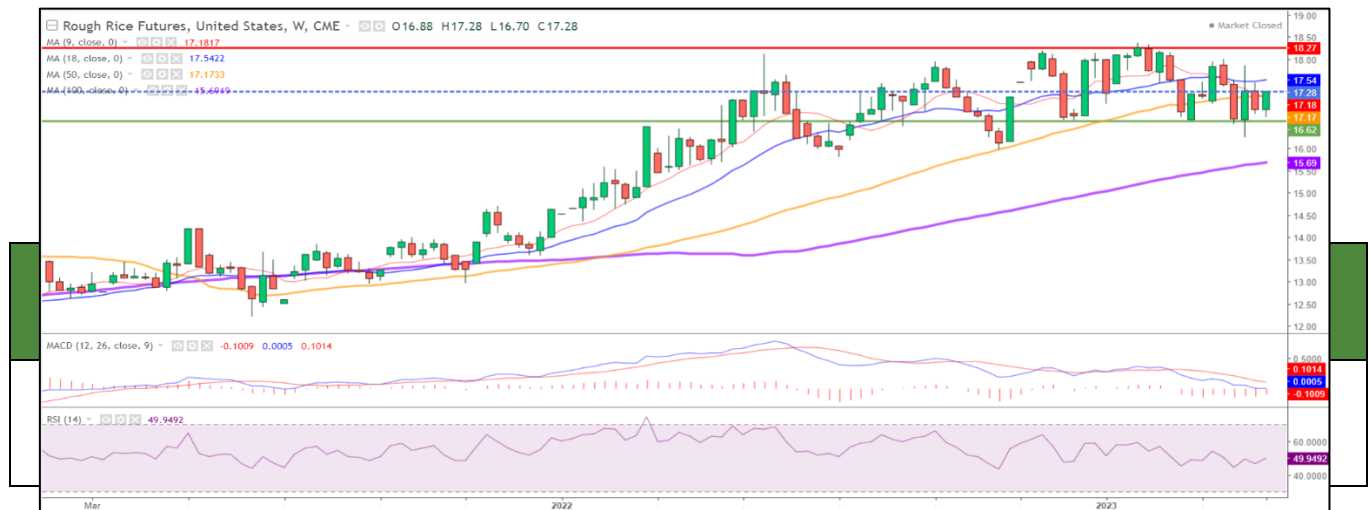 Rough Rice Futures, United States, W, CME O16.88 H17.28 L16.70 C17.28
Market Closed
MA (9, close, 0) 17.1817
MA (18, close, 0) 17.5422
MA (50, close, 0) 17.1733
MA (100, close, 0) 15.6919
19.00
18.50
18.27
18.00
17.54
17.28
17.18
17.17
16.62
16.00
15.69
15.50
15.00
14.50
14.00
13.50
13.00
12.50
12.00
MACD (12, 26, close, 9) -0.1009 0.0005 0.1014
0.5000
0.1014
0.0005
-0.1009
RSI (14) 49.9492
60.0000
49.9492
40.0000
Mar 2022 2023